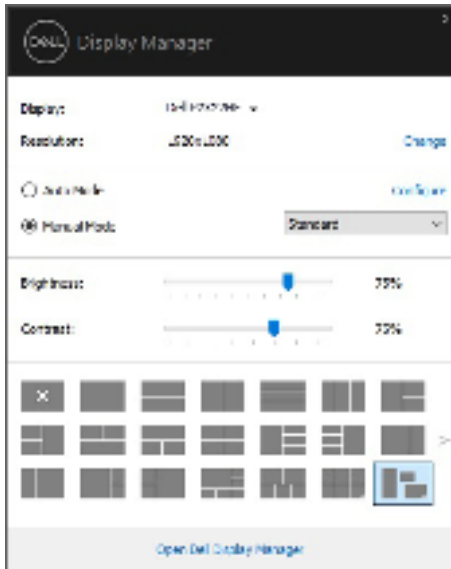 DELL Display Manager
Display:
Resolution: Change
Auto Mode Configure
Manual Mode Standard
Brightness: 75%
Contrast: 75%
Open Dell Display Manager